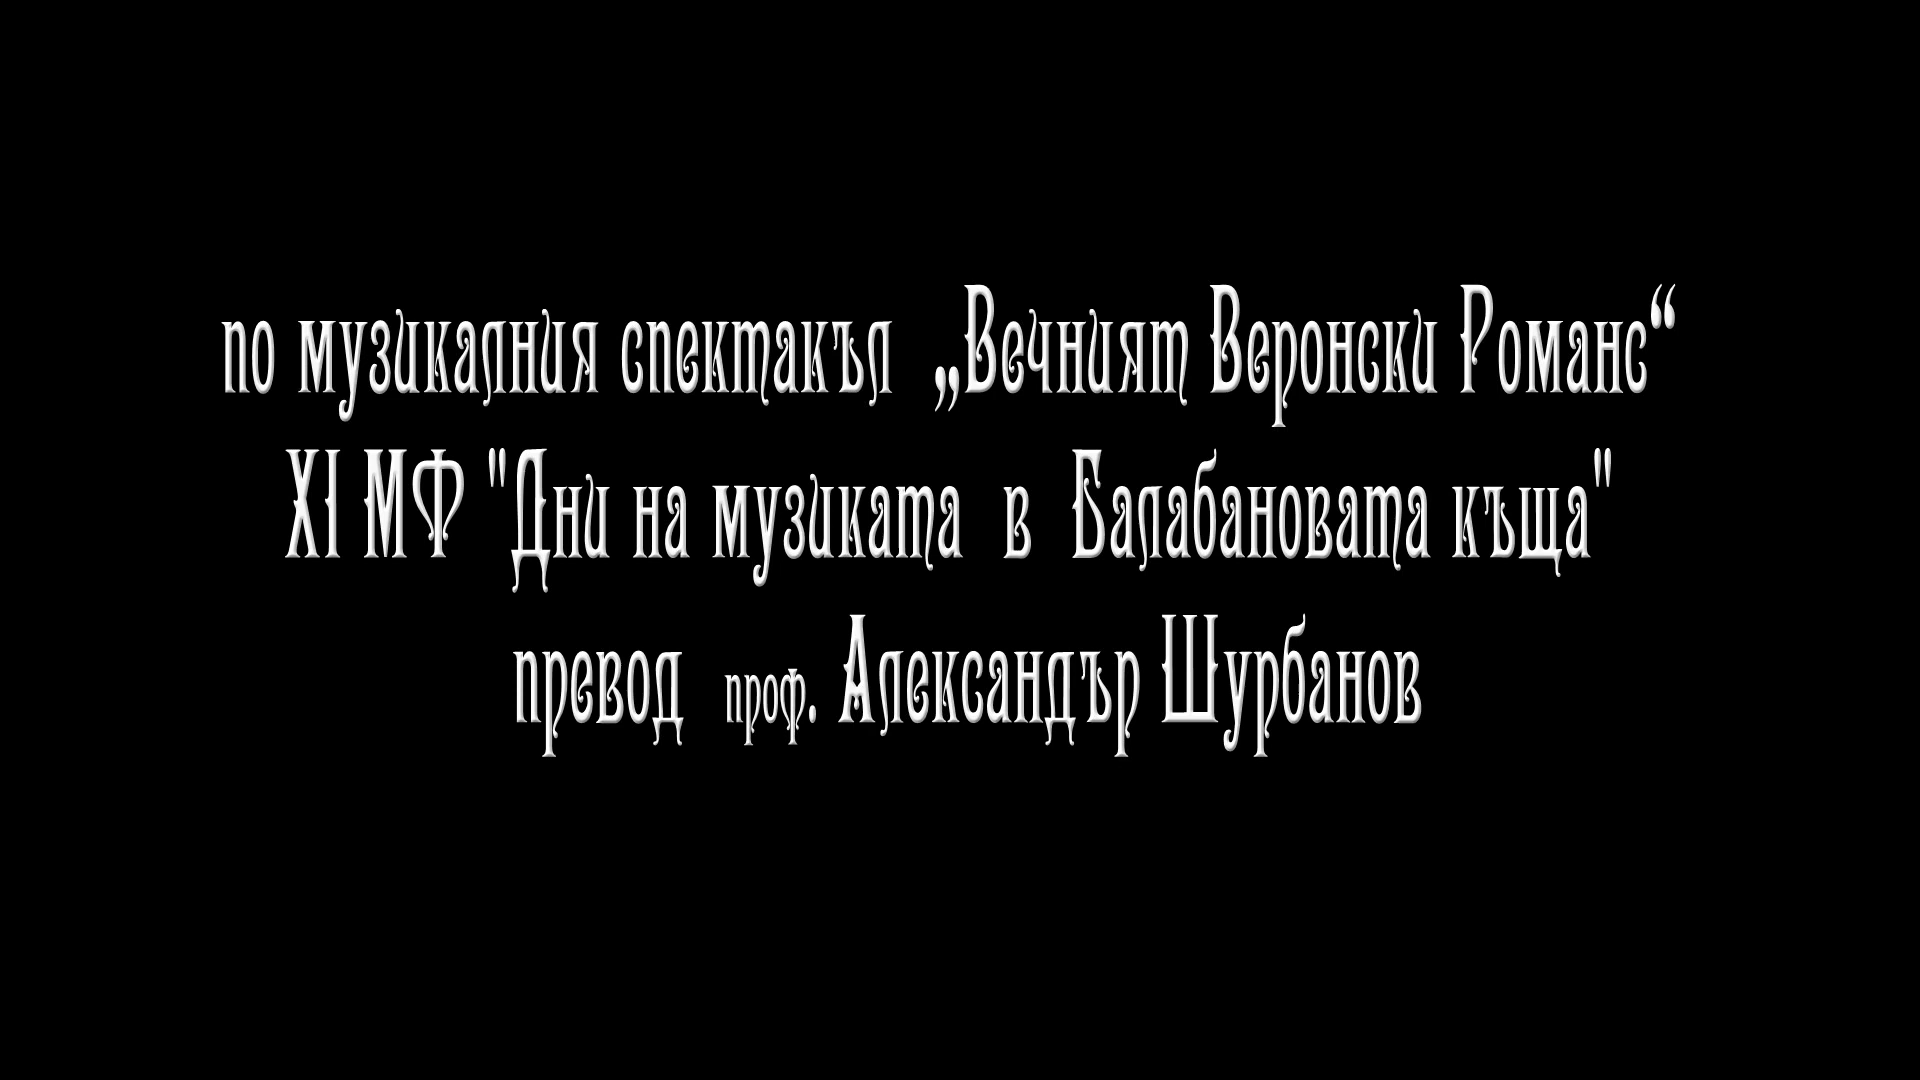 по музикалния спектакъл „Вечният Веронски Романс“
XI МФ "Дни на музиката в Балабановата къща"
превод проф. Александър Шурбанов